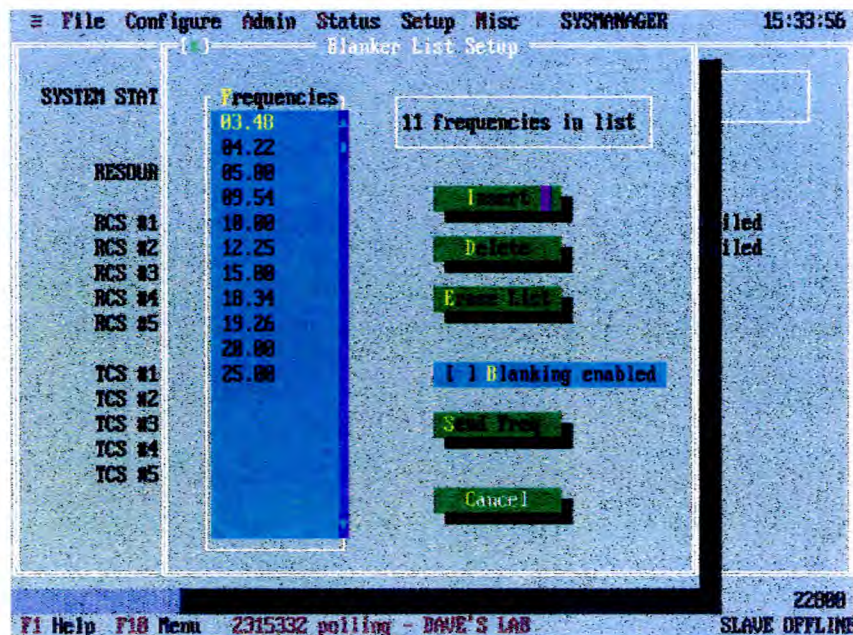 ≡ File Configure Admin Status Setup Misc SYSMANAGER 15:33:56
Blanker List Setup
SYSTEM STAT
Frequencies
11 frequencies in list
03.48
04.22
05.00
09.54
10.00
12.25
15.00
18.34
19.26
20.00
25.00
RESOUR
RCS #1
RCS #2
RCS #3
RCS #4
RCS #5
TCS #1
TCS #2
TCS #3
TCS #4
TCS #5
iled
iled
Insert
Delete
Erase List
[ ] Blanking enabled
Send Freq
Cancel
22800
F1 Help F10 Menu 2315332 polling - DAVE'S LAB SLAVE OFFLINE